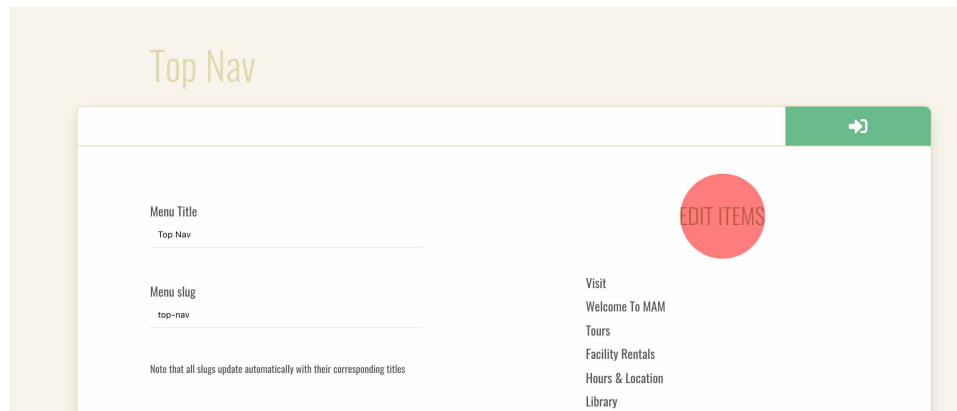 Top Nav
Menu Title
Top Nav
Menu slug
top-nav
Note that all slugs update automatically with their corresponding titles
EDIT ITEMS
Visit
Welcome To MAM
Tours
Facility Rentals
Hours & Location
Library